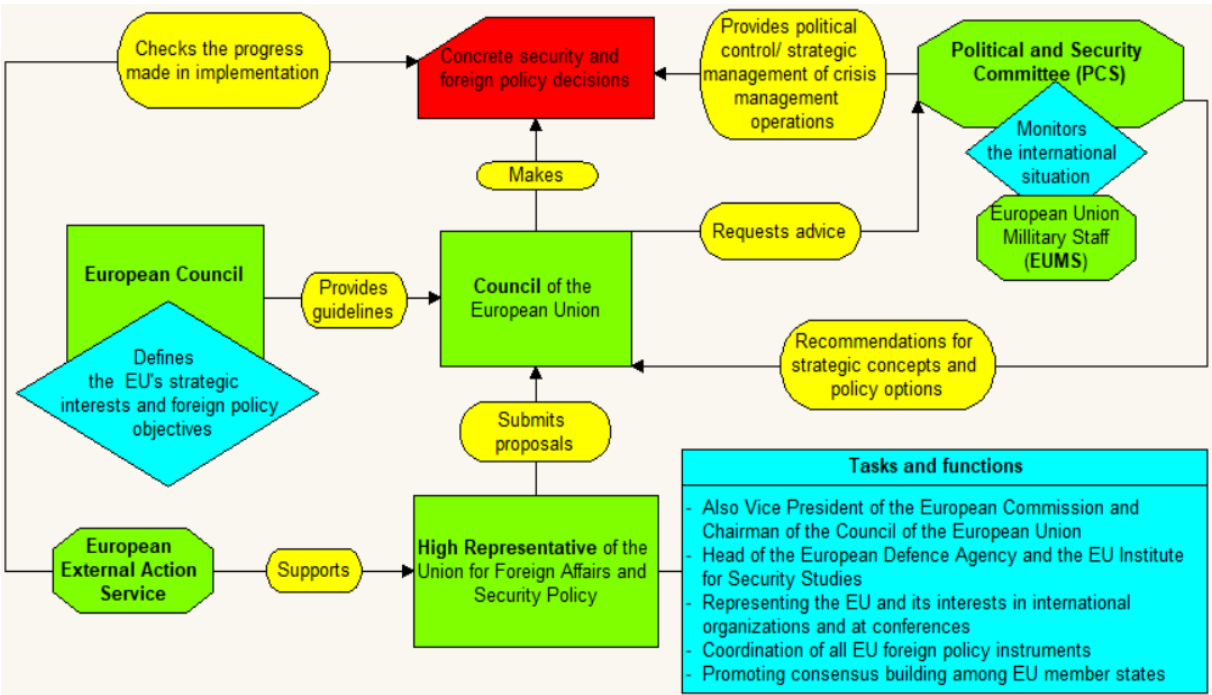 Checks the progress
made in implementation
Concrete security and
foreign policy decisions
Provides political
control/ strategic
management of crisis
management
operations
Political and Security
Committee (PCS)
Monitors
the international
situation
European Union
Millitary Staff
(EUMS)
Makes
Requests advice
European Council
Provides
guidelines
Council of the
European Union
Defines
the EU's strategic
interests and foreign policy
objectives
Recommendations for
strategic concepts and
policy options
Submits
proposals
European
External Action
Service
Supports
High Representative of the
Union for Foreign Affairs and
Security Policy
Tasks and functions
- Also Vice President of the European Commission and
Chairman of the Council of the European Union
- Head of the European Defence Agency and the EU Institute
for Security Studies
- Representing the EU and its interests in international
organizations and at conferences
- Coordination of all EU foreign policy instruments
- Promoting consensus building among EU member states